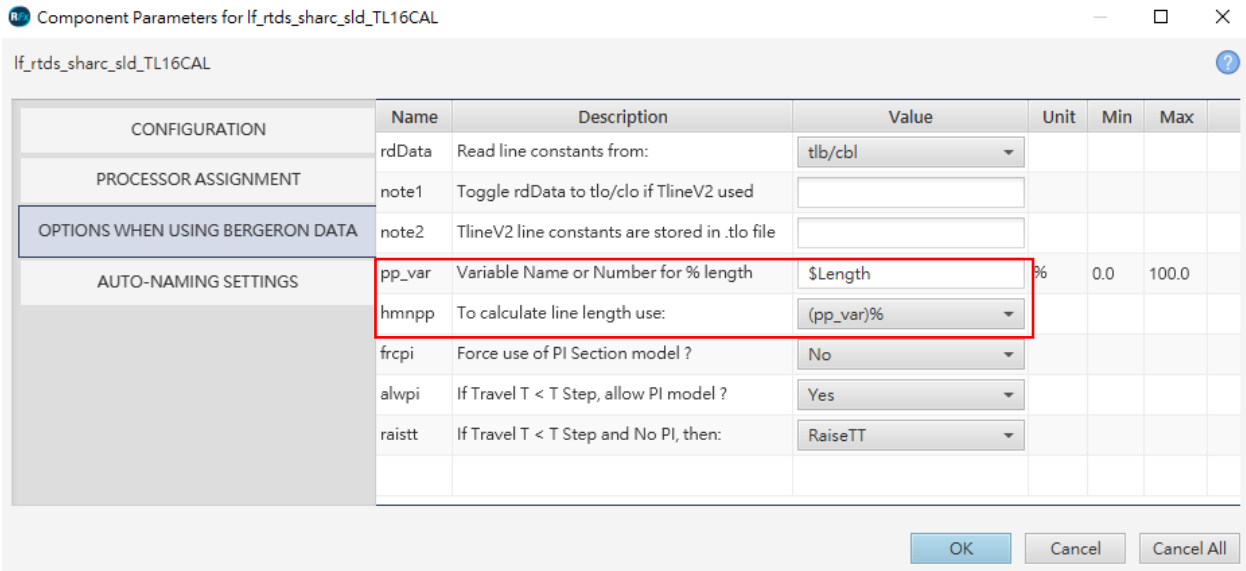 RFX Component Parameters for lf_rtds_sharc_sld_TL16CAL
lf_rtds_sharc_sld_TL16CAL
?
CONFIGURATION
PROCESSOR ASSIGNMENT
OPTIONS WHEN USING BERGERON DATA
AUTO-NAMING SETTINGS
Name Description Value Unit Min Max
rdData Read line constants from: tlb/cbl
note1 Toggle rdData to tlo/clo if TlineV2 used
note2 TlineV2 line constants are stored in .tlo file
pp_var Variable Name or Number for % length $Length % 0.0 100.0
hmnpp To calculate line length use: (pp_var)%
frcpi Force use of PI Section model ? No
alwpi If Travel T < T Step, allow PI model ? Yes
raistt If Travel T < T Step and No PI, then: RaiseTT
OK Cancel Cancel All